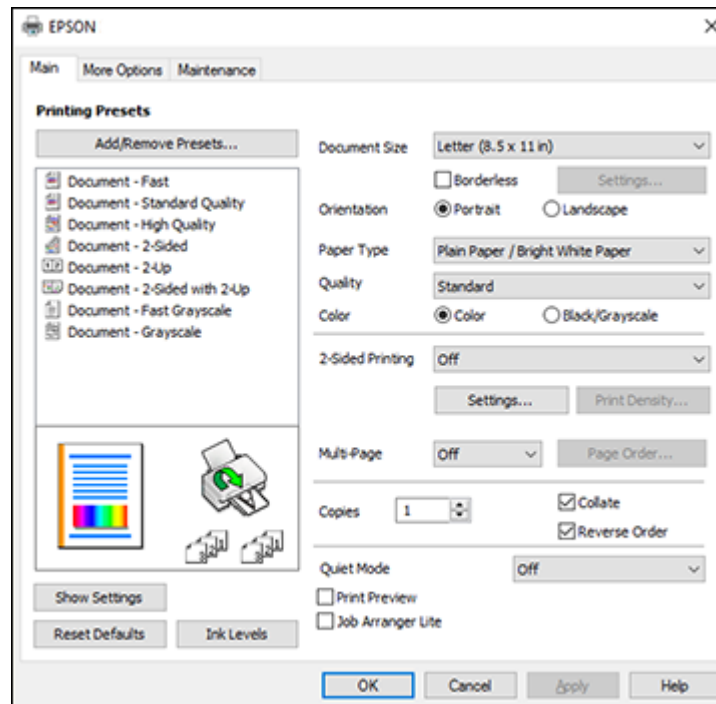 EPSON
Main More Options Maintenance
Printing Presets
Add/Remove Presets...
Document - Fast
Document - Standard Quality
Document - High Quality
Document - 2-Sided
Document - 2-Up
Document - 2-Sided with 2-Up
Document - Fast Grayscale
Document - Grayscale
Show Settings
Reset Defaults Ink Levels
Document Size Letter (8.5 x 11 in)
Borderless Settings...
Orientation Portrait Landscape
Paper Type Plain Paper / Bright White Paper
Quality Standard
Color Color Black/Grayscale
2-Sided Printing Off
Settings... Print Density...
Multi-Page Off Page Order...
Copies 1 Collate
Reverse Order
Quiet Mode Off
Print Preview
Job Arranger Lite
OK Cancel Apply Help